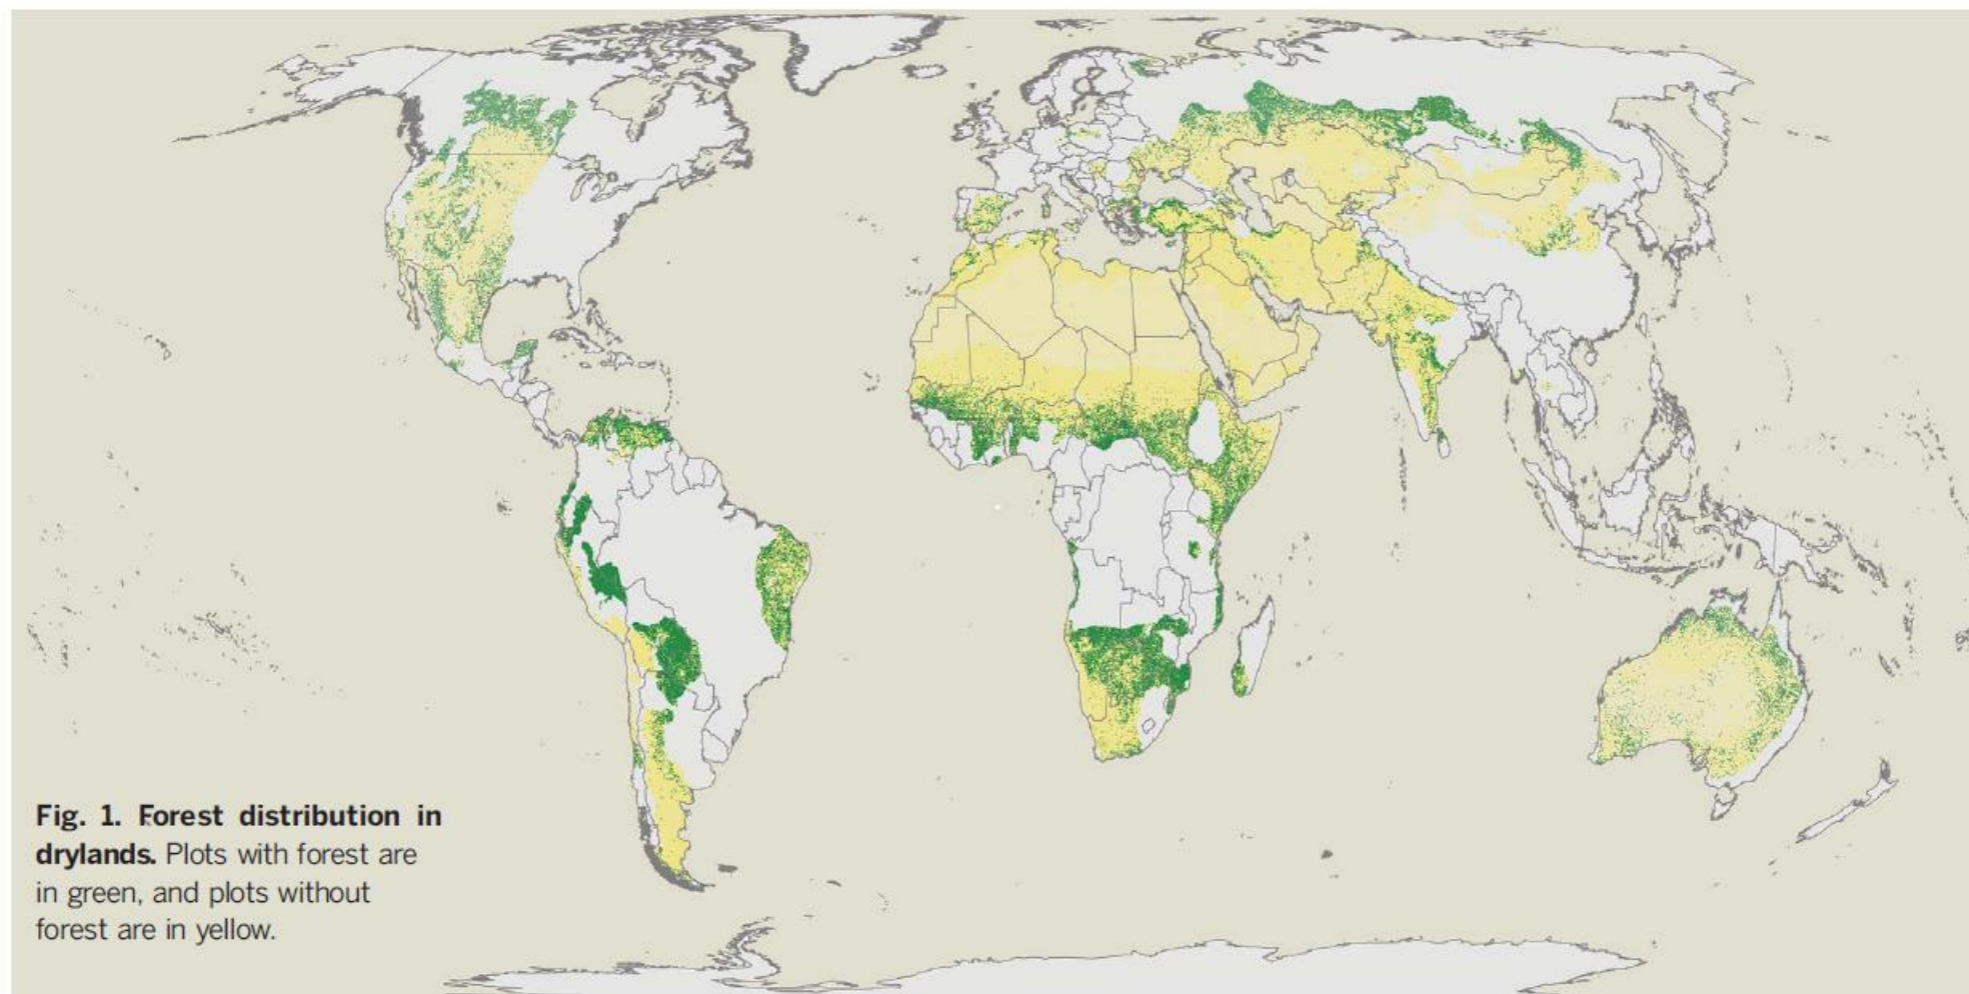 Fig. 1. Forest distribution in
drylands. Plots with forest are
in green, and plots without
forest are in yellow.